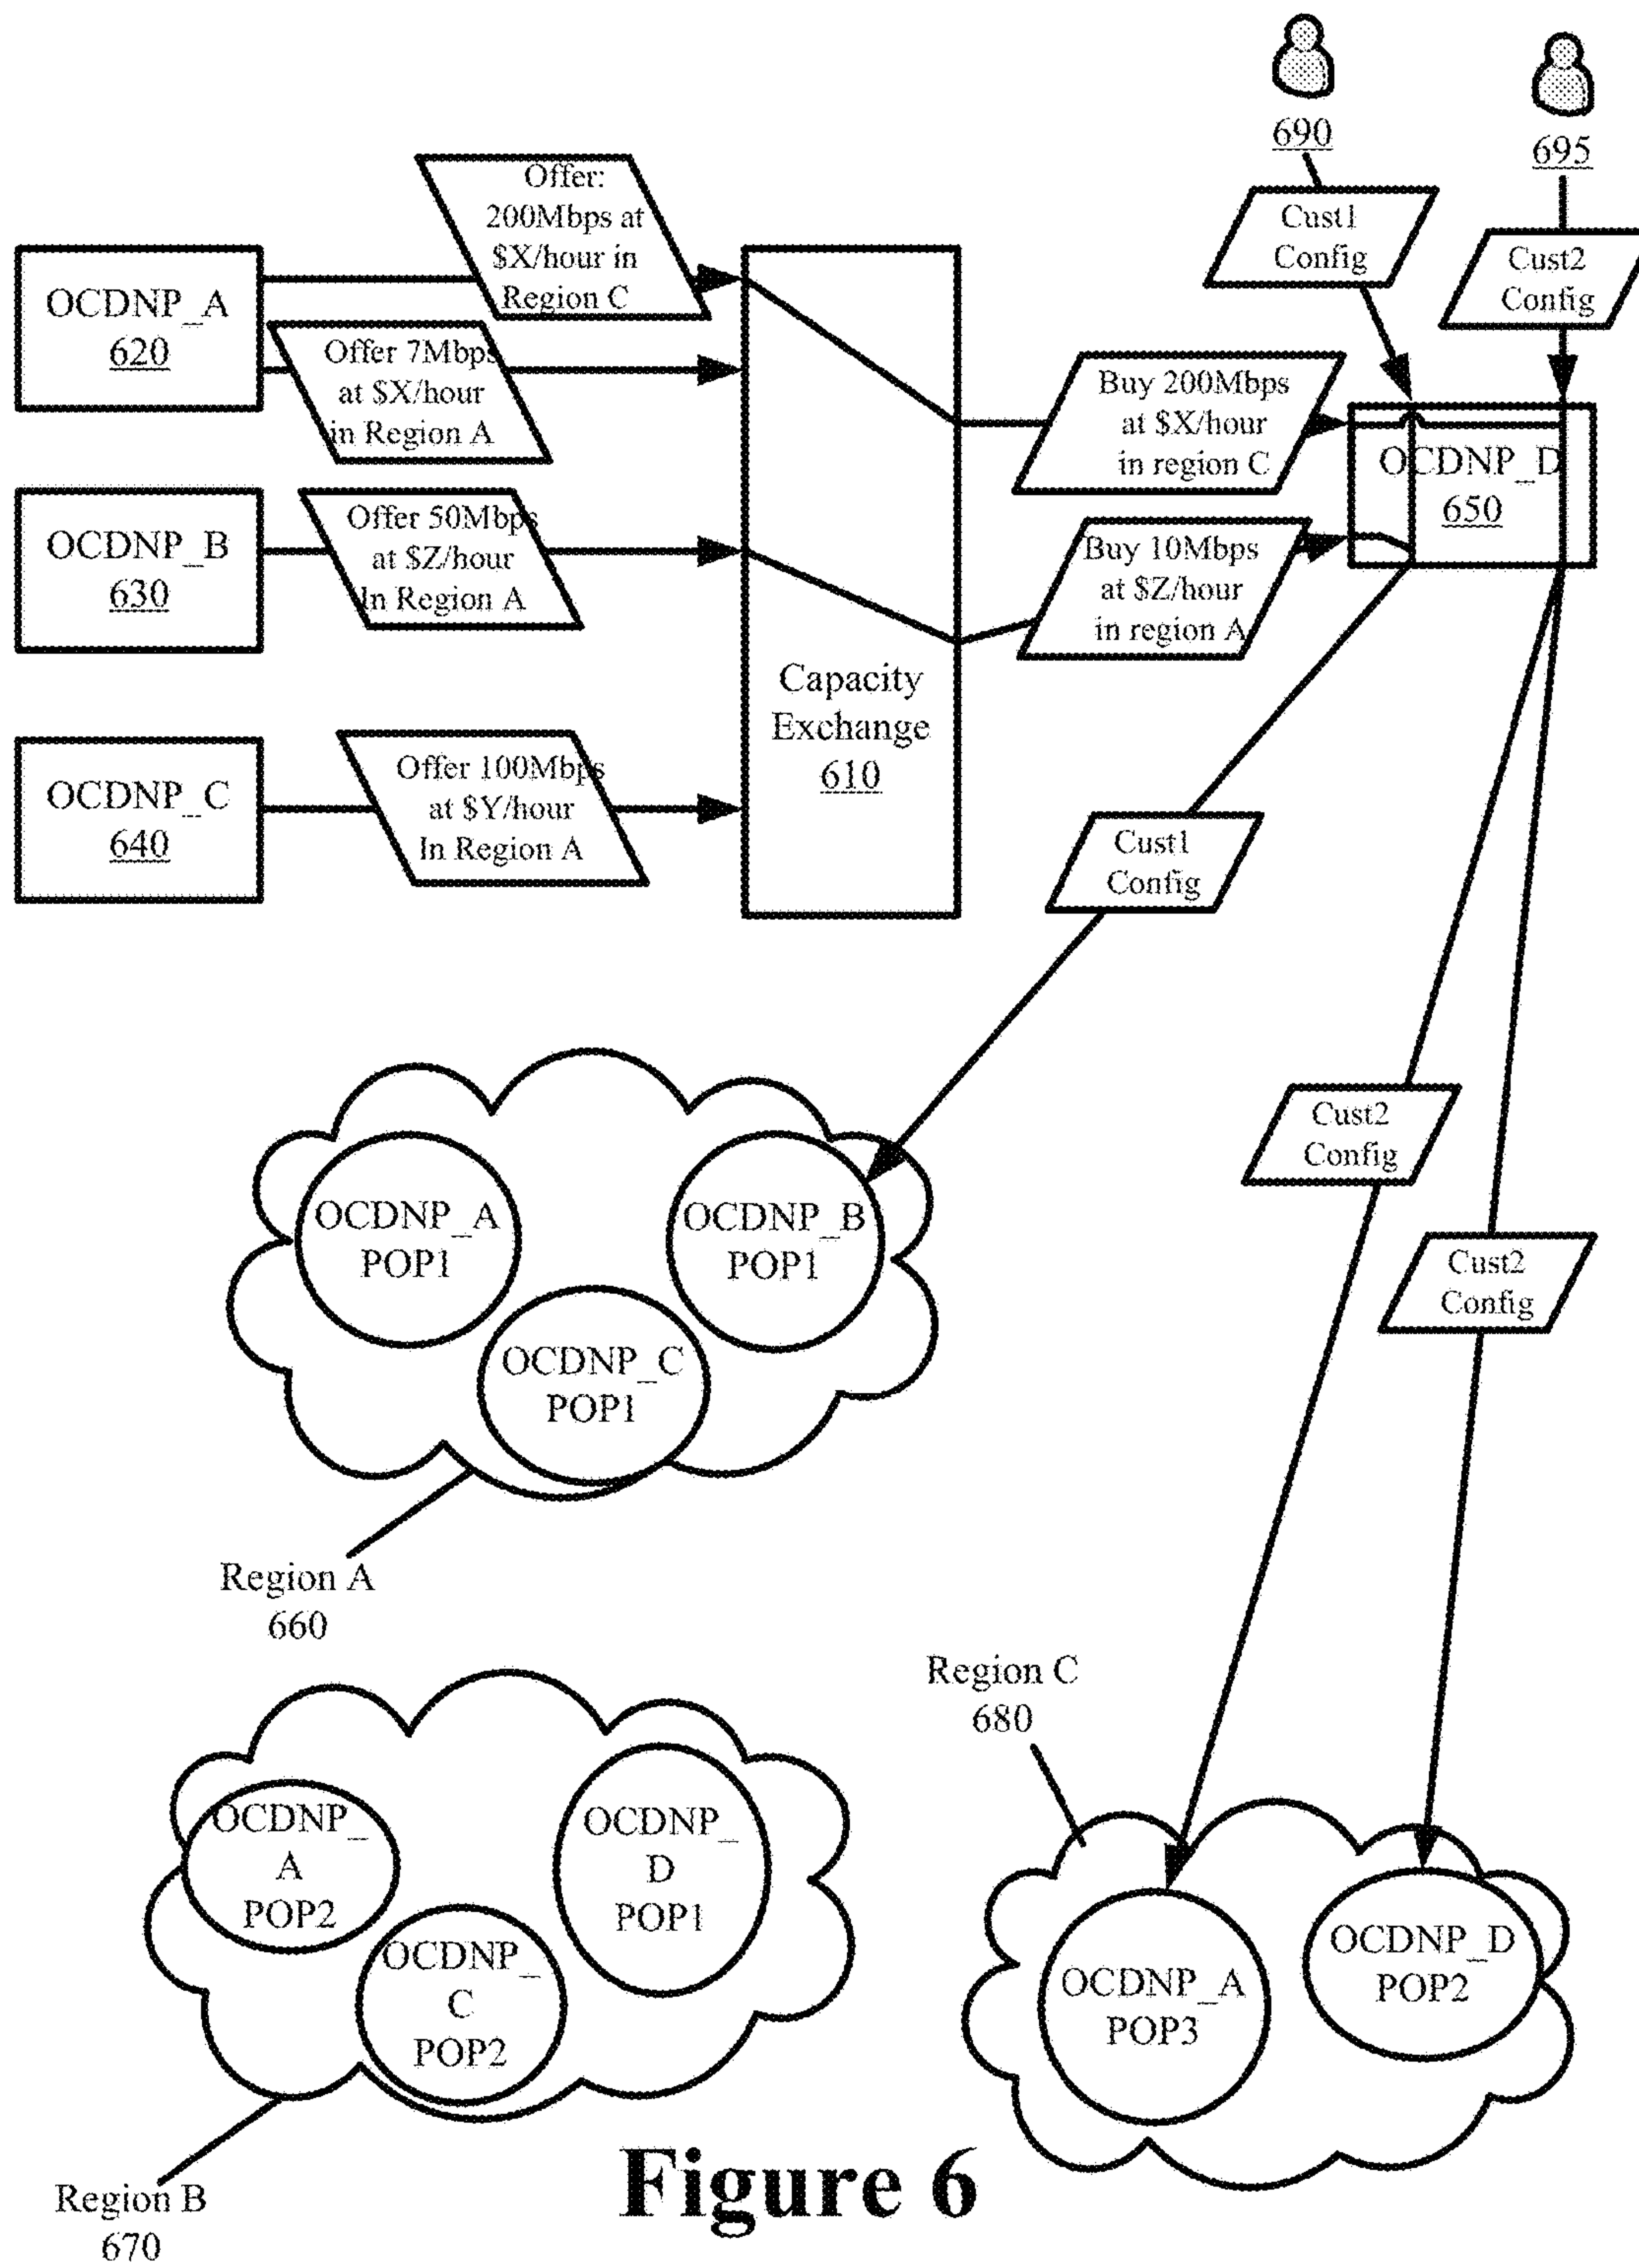 690
695
Offer:
200Mbps at
$X/hour in
Region C
Cust1
Config
Cust2
Config
OCDNP_A
620
Offer 7Mbps
at $X/hour
in Region A
Buy 200Mbps
at $X/hour
in region C
OCDNP_D
650
OCDNP_B
630
Offer 50Mbps
at $Z/hour
In Region A
Buy 10Mbps
at $Z/hour
in region A
Capacity
Exchange
610
OCDNP_C
640
Offer 100Mbps
at $Y/hour
In Region A
Cust1
Config
Cust2
Config
Cust2
Config
OCDNP_A
POP1
OCDNP_B
POP1
OCDNP_C
POP1
Region A
660
Region C
680
OCDNP_
A
POP2
OCDNP_
D
POP1
OCDNP_
C
POP2
OCDNP_A
POP3
OCDNP_D
POP2
Region B
670
Figure 6